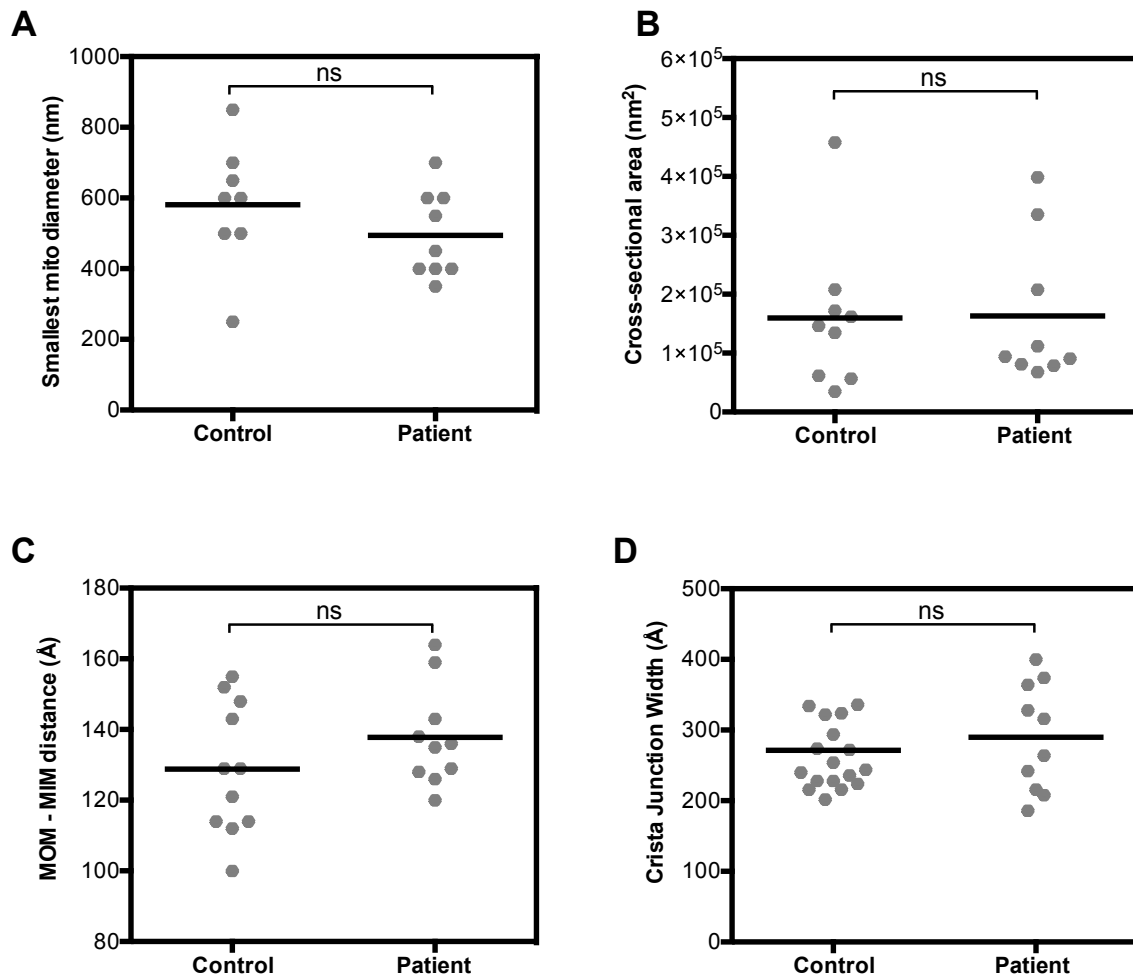 A
Smallest mito diameter (nm)
1000
800
600
400
200
0
ns
Control
Patient
B
Cross-sectional area (nm²)
6×10⁵
5×10⁵
4×10⁵
3×10⁵
2×10⁵
1×10⁵
0
ns
Control
Patient
C
MOM - MIM distance (Å)
180
160
140
120
100
80
ns
Control
Patient
D
Crista Junction Width (Å)
500
400
300
200
100
0
ns
Control
Patient